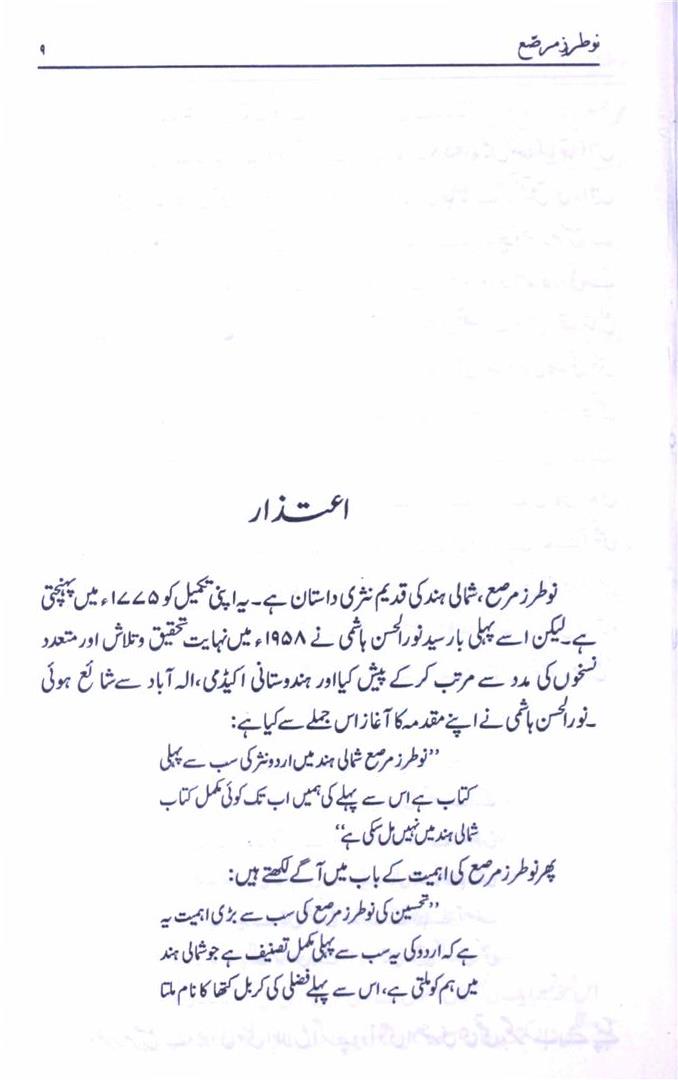 نوطرزِ مرصّع ۹
اعتذار
نوطرز مرصع، شمالی ہند کی قدیم نثری داستان ہے۔ یہ اپنی تکمیل کو ۱۷۷۵ء میں پہنچتی
ہے۔ لیکن اسے پہلی بار سید نورالحسن ہاشمی نے ۱۹۵۸ء میں نہایت تحقیق و تلاش اور متعدد
نسخوں کی مدد سے مرتب کر کے پیش کیا اور ہندوستانی اکیڈمی، الہ آباد سے شائع ہوئی
۔ نورالحسن ہاشمی نے اپنے مقدمہ کا آغاز اس جملے سے کیا ہے:
”نوطرز مرصع شمالی ہند میں اردو نثر کی سب سے پہلی
کتاب ہے اس سے پہلے کی ہمیں اب تک کوئی مکمل کتاب
شمالی ہند میں نہیں مل سکی ہے“
پھر نوطرز مرصع کی اہمیت کے باب میں آگے لکھتے ہیں:
”تحسین کی نوطرز مرصع کی سب سے بڑی اہمیت یہ
ہے کہ اردو کی یہ سب سے پہلی مکمل تصنیف ہے جو شمالی ہند
میں ہم کو ملتی ہے، اس سے پہلے فضلی کی کربل کتھا کا نام ملتا